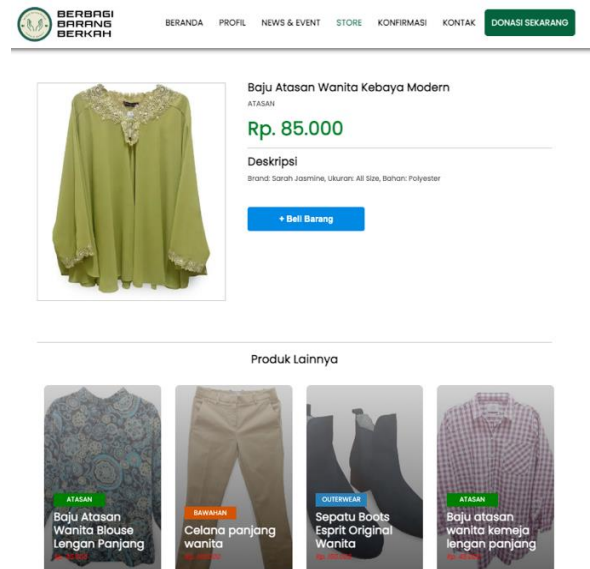 BERBAGI
BARANG
BERKAH
BERANDA PROFIL NEWS & EVENT STORE KONFIRMASI KONTAK DONASI SEKARANG
Baju Atasan Wanita Kebaya Modern
ATASAN
Rp. 85.000
Deskripsi
Brand: Sarah Jasmine, Ukuran: All Size, Bahan: Polyester
+ Beli Barang
Produk Lainnya
ATASAN
Baju Atasan
Wanita Blouse
Lengan Panjang
BAWAHAN
Celana panjang
wanita
OUTERWEAR
Sepatu Boots
Esprit Original
Wanita
ATASAN
Baju atasan
wanita kemeja
lengan panjang